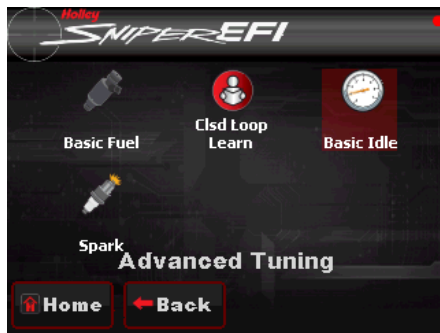 Holley
SNIPER EFI
Basic Fuel
Clsd Loop
Learn
Basic Idle
Spark
Advanced Tuning
Home
Back